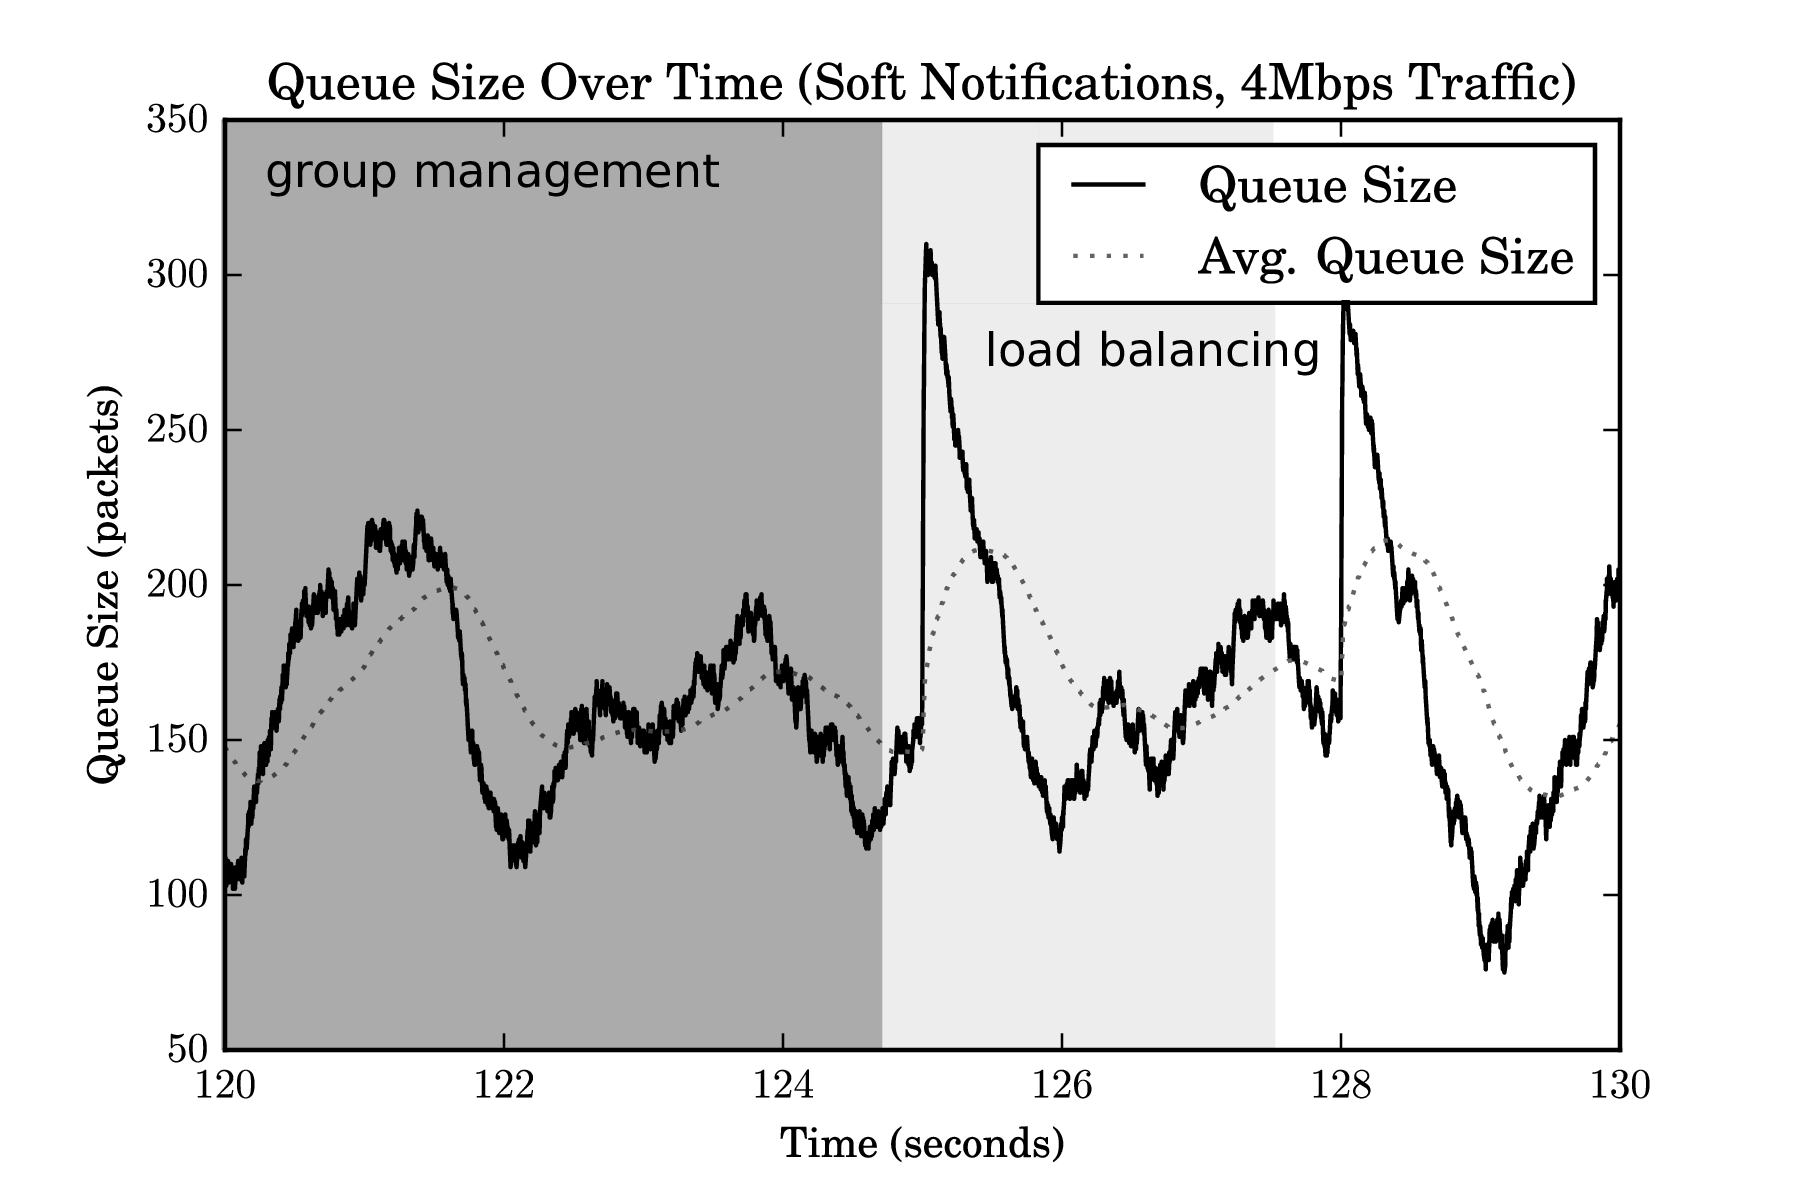 Queue Size Over Time (Soft Notifications, 4Mbps Traffic)
350
300
250
200
150
100
50
Queue Size (packets)
group management
Queue Size
Avg. Queue Size
load balancing
120 122 124 126 128 130
Time (seconds)